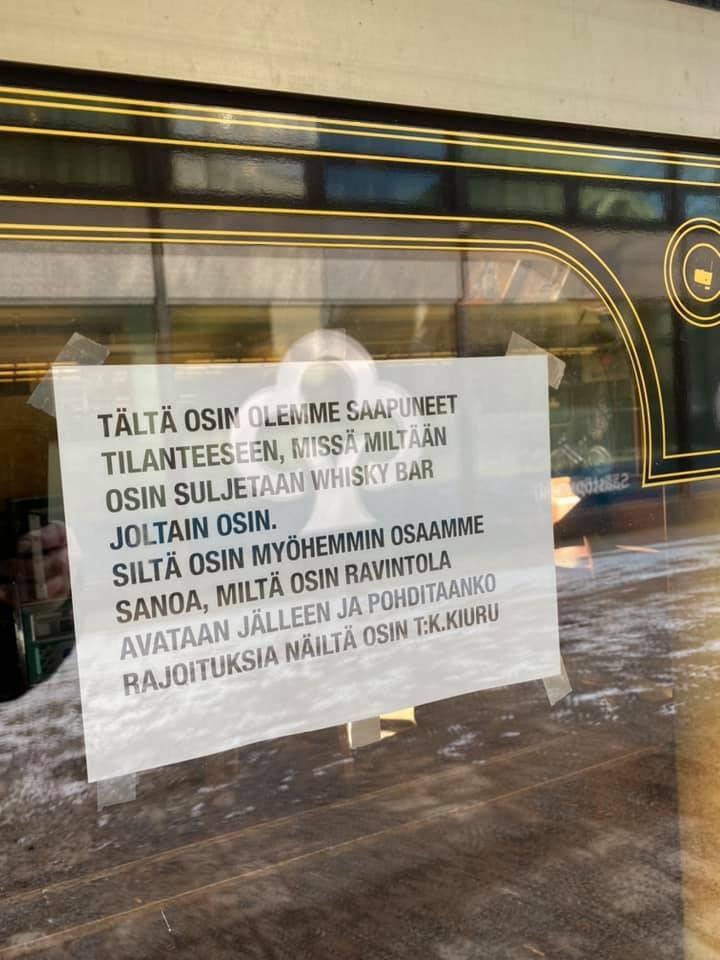 TÄLTÄ OSIN OLEMME SAAPUNEET
TILANTEESEEN, MISSÄ MILTÄÄN
OSIN SULJETAAN WHISKY BAR
JOLTAIN OSIN.
SILTÄ OSIN MYÖHEMMIN OSAAMME
SANOA, MILTÄ OSIN RAVINTOLA
AVATAAN JÄLLEEN JA POHDITAANKO
RAJOITUKSIA NÄILTÄ OSIN T:K.KIURU